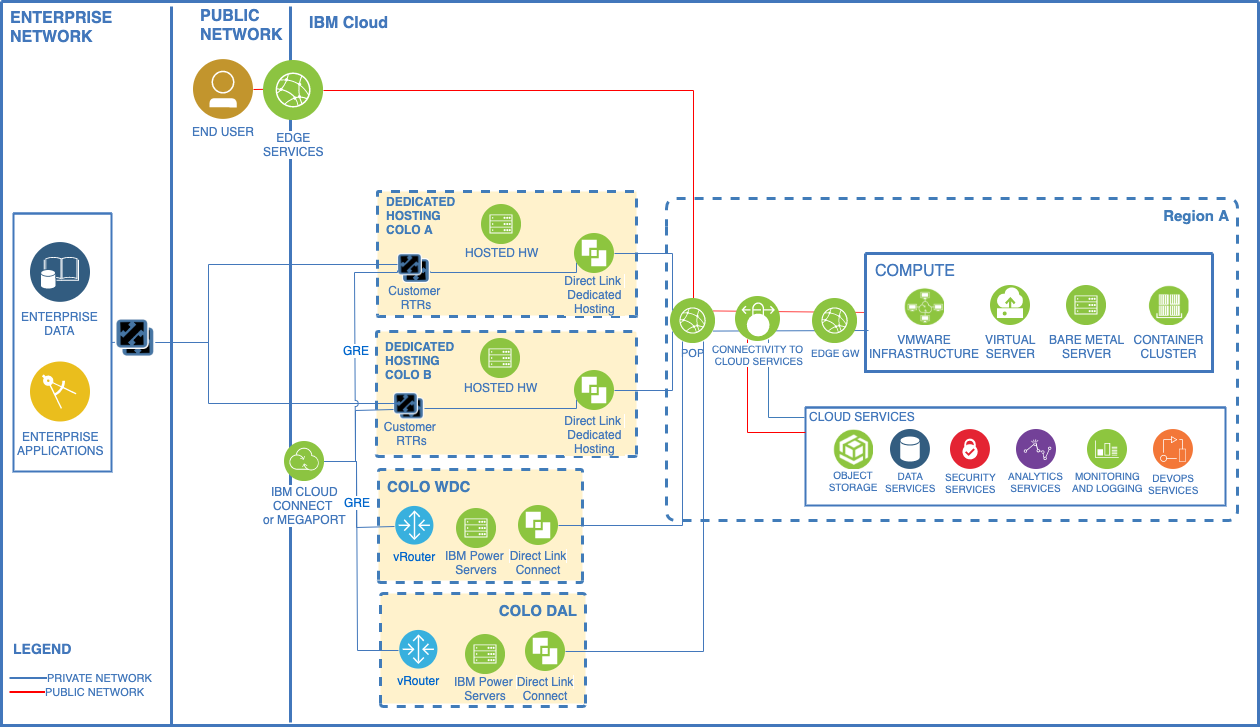 ENTERPRISE
NETWORK
PUBLIC
NETWORK
IBM Cloud
END USER
EDGE
SERVICES
ENTERPRISE
DATA
ENTERPRISE
APPLICATIONS
DEDICATED
HOSTING
COLO A
HOSTED HW
Customer
RTRs
Direct Link
Dedicated
Hosting
GRE
DEDICATED
HOSTING
COLO B
HOSTED HW
Customer
RTRs
Direct Link
Dedicated
Hosting
IBM CLOUD
CONNECT
or MEGAPORT
GRE
COLO WDC
vRouter
IBM Power
Servers
Direct Link
Connect
COLO DAL
vRouter
IBM Power
Servers
Direct Link
Connect
Region A
POP
CONNECTIVITY TO
CLOUD SERVICES
EDGE GW
COMPUTE
VMWARE
INFRASTRUCTURE
VIRTUAL
SERVER
BARE METAL
SERVER
CONTAINER
CLUSTER
CLOUD SERVICES
OBJECT
STORAGE
DATA
SERVICES
SECURITY
SERVICES
ANALYTICS
SERVICES
MONITORING
AND LOGGING
DEVOPS
SERVICES
LEGEND
PRIVATE NETWORK
PUBLIC NETWORK